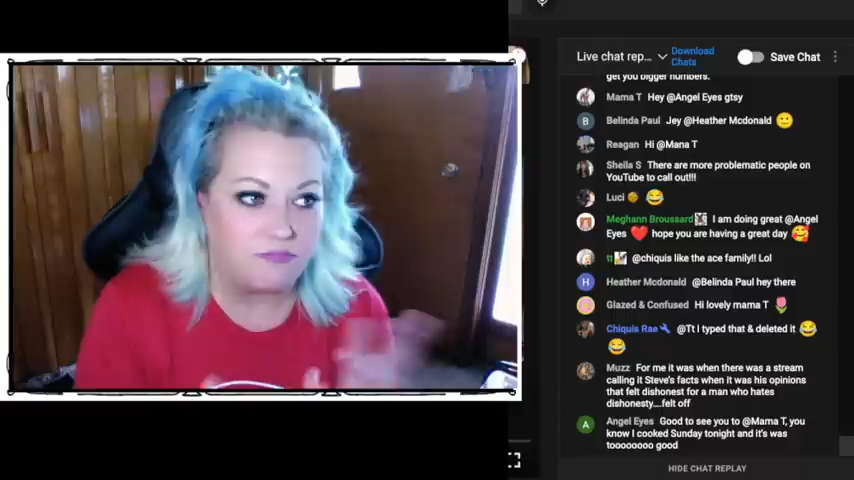 Live chat rep...
Download
Chats
Save Chat
get you bigger numbers.
Mama T Hey @Angel Eyes gtsy
B Belinda Paul Jey @Heather Mcdonald 🙂
Reagan Hi @Mana T
Sheila S There are more problematic people on
YouTube to call out!!!
Luci 😂
Meghann Broussard I am doing great @Angel
Eyes ❤️ hope you are having a great day 🥰
tt @chiquis like the ace family!! Lol
H Heather Mcdonald @Belinda Paul hey there
Glazed & Confused Hi lovely mama T 🌷
Chiquis Rae @Tt I typed that & deleted it 😂
😂
Muzz For me it was when there was a stream
calling it Steve's facts when it was his opinions
that felt dishonest for a man who hates
dishonesty....felt off
A Angel Eyes Good to see you to @Mama T, you
know I cooked Sunday tonight and it's was
toooooooo good
HIDE CHAT REPLAY